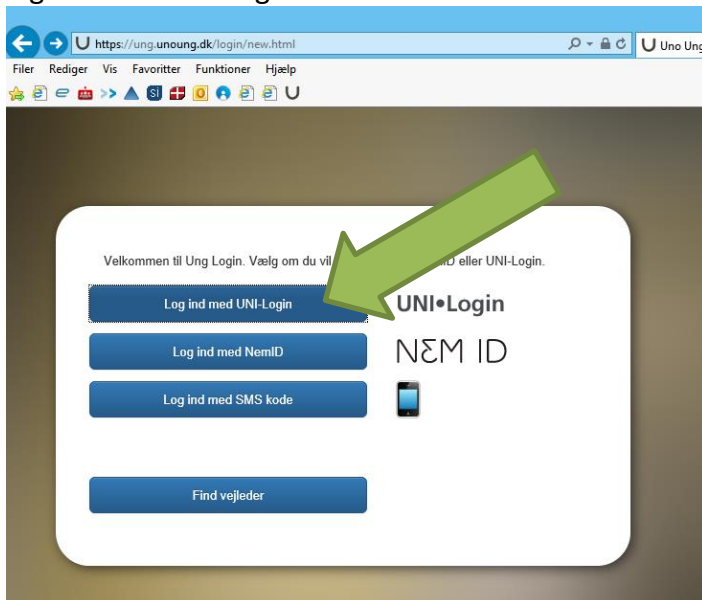 https://ung.unoung.dk/login/new.html
U Uno Ung
Filer Rediger Vis Favoritter Funktioner Hjælp
Velkommen til Ung Login. Vælg om du vil eller UNI-Login.
Log ind med UNI-Login UNI•Login
Log ind med NemID NEM ID
Log ind med SMS kode
Find vejleder